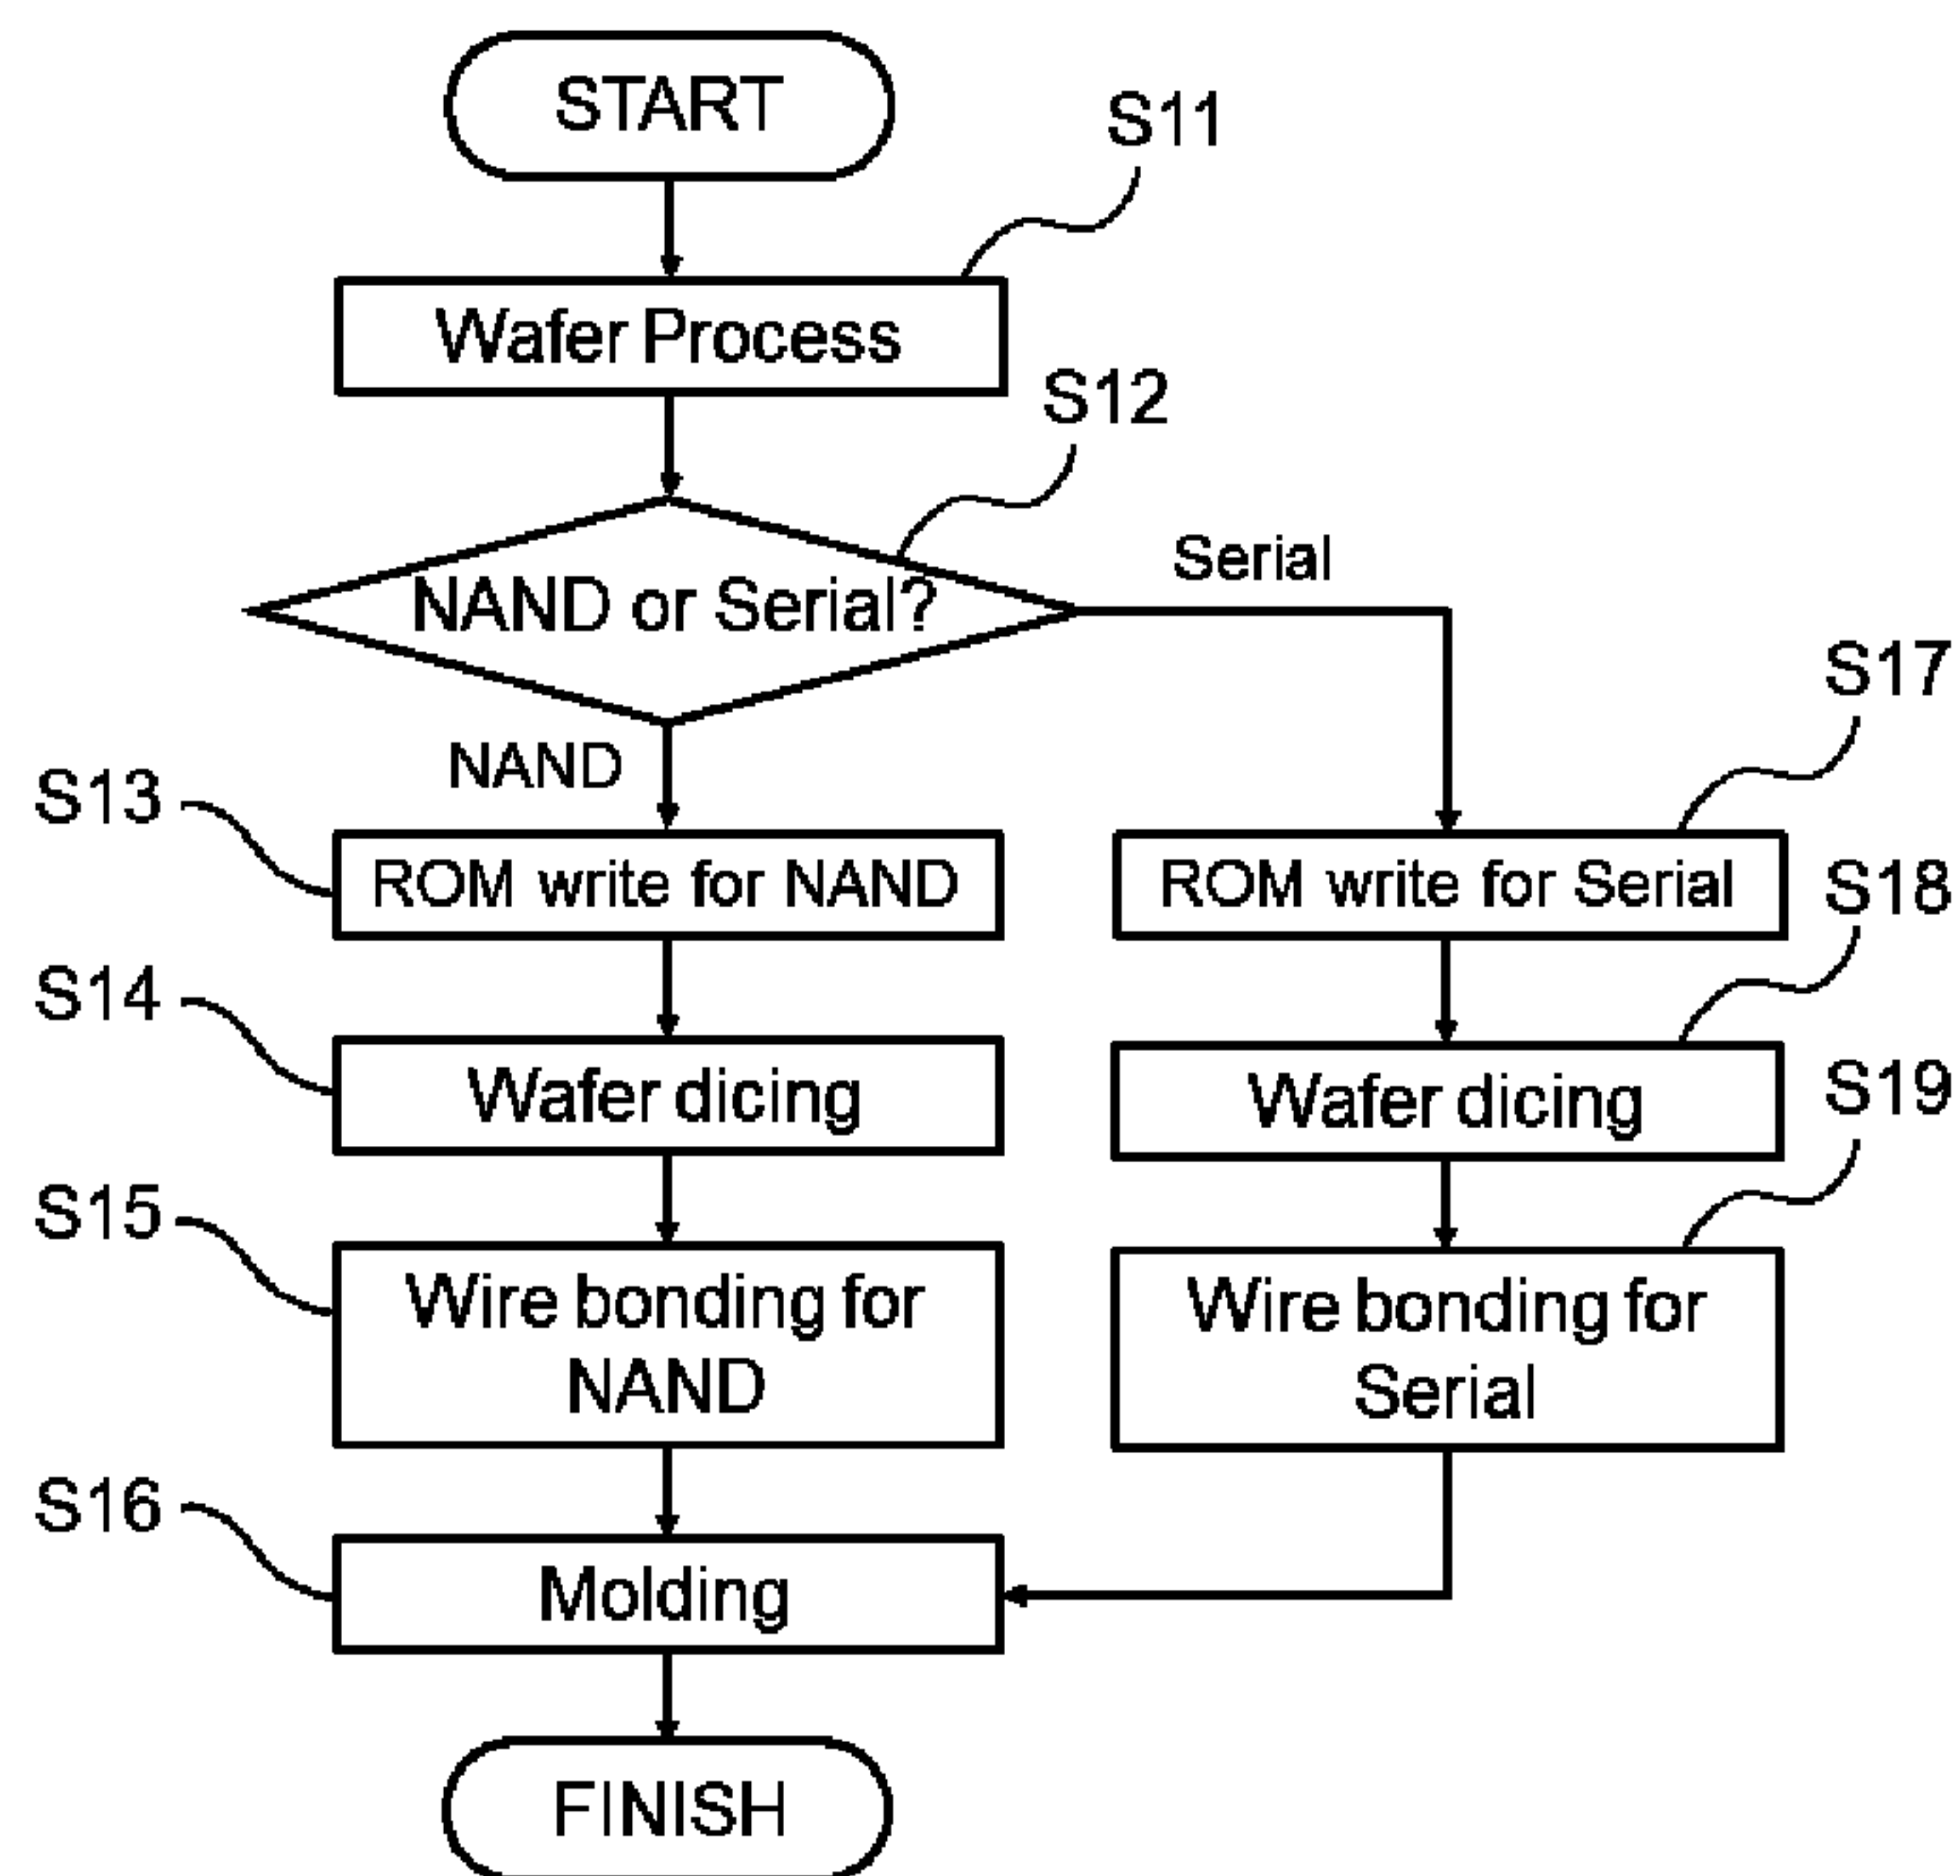 START
S11
Wafer Process
S12
NAND or Serial?
Serial
NAND
S17
S13
ROM write for NAND
ROM write for Serial
S18
S14
Wafer dicing
Wafer dicing
S19
S15
Wire bonding for
NAND
Wire bonding for
Serial
S16
Molding
FINISH